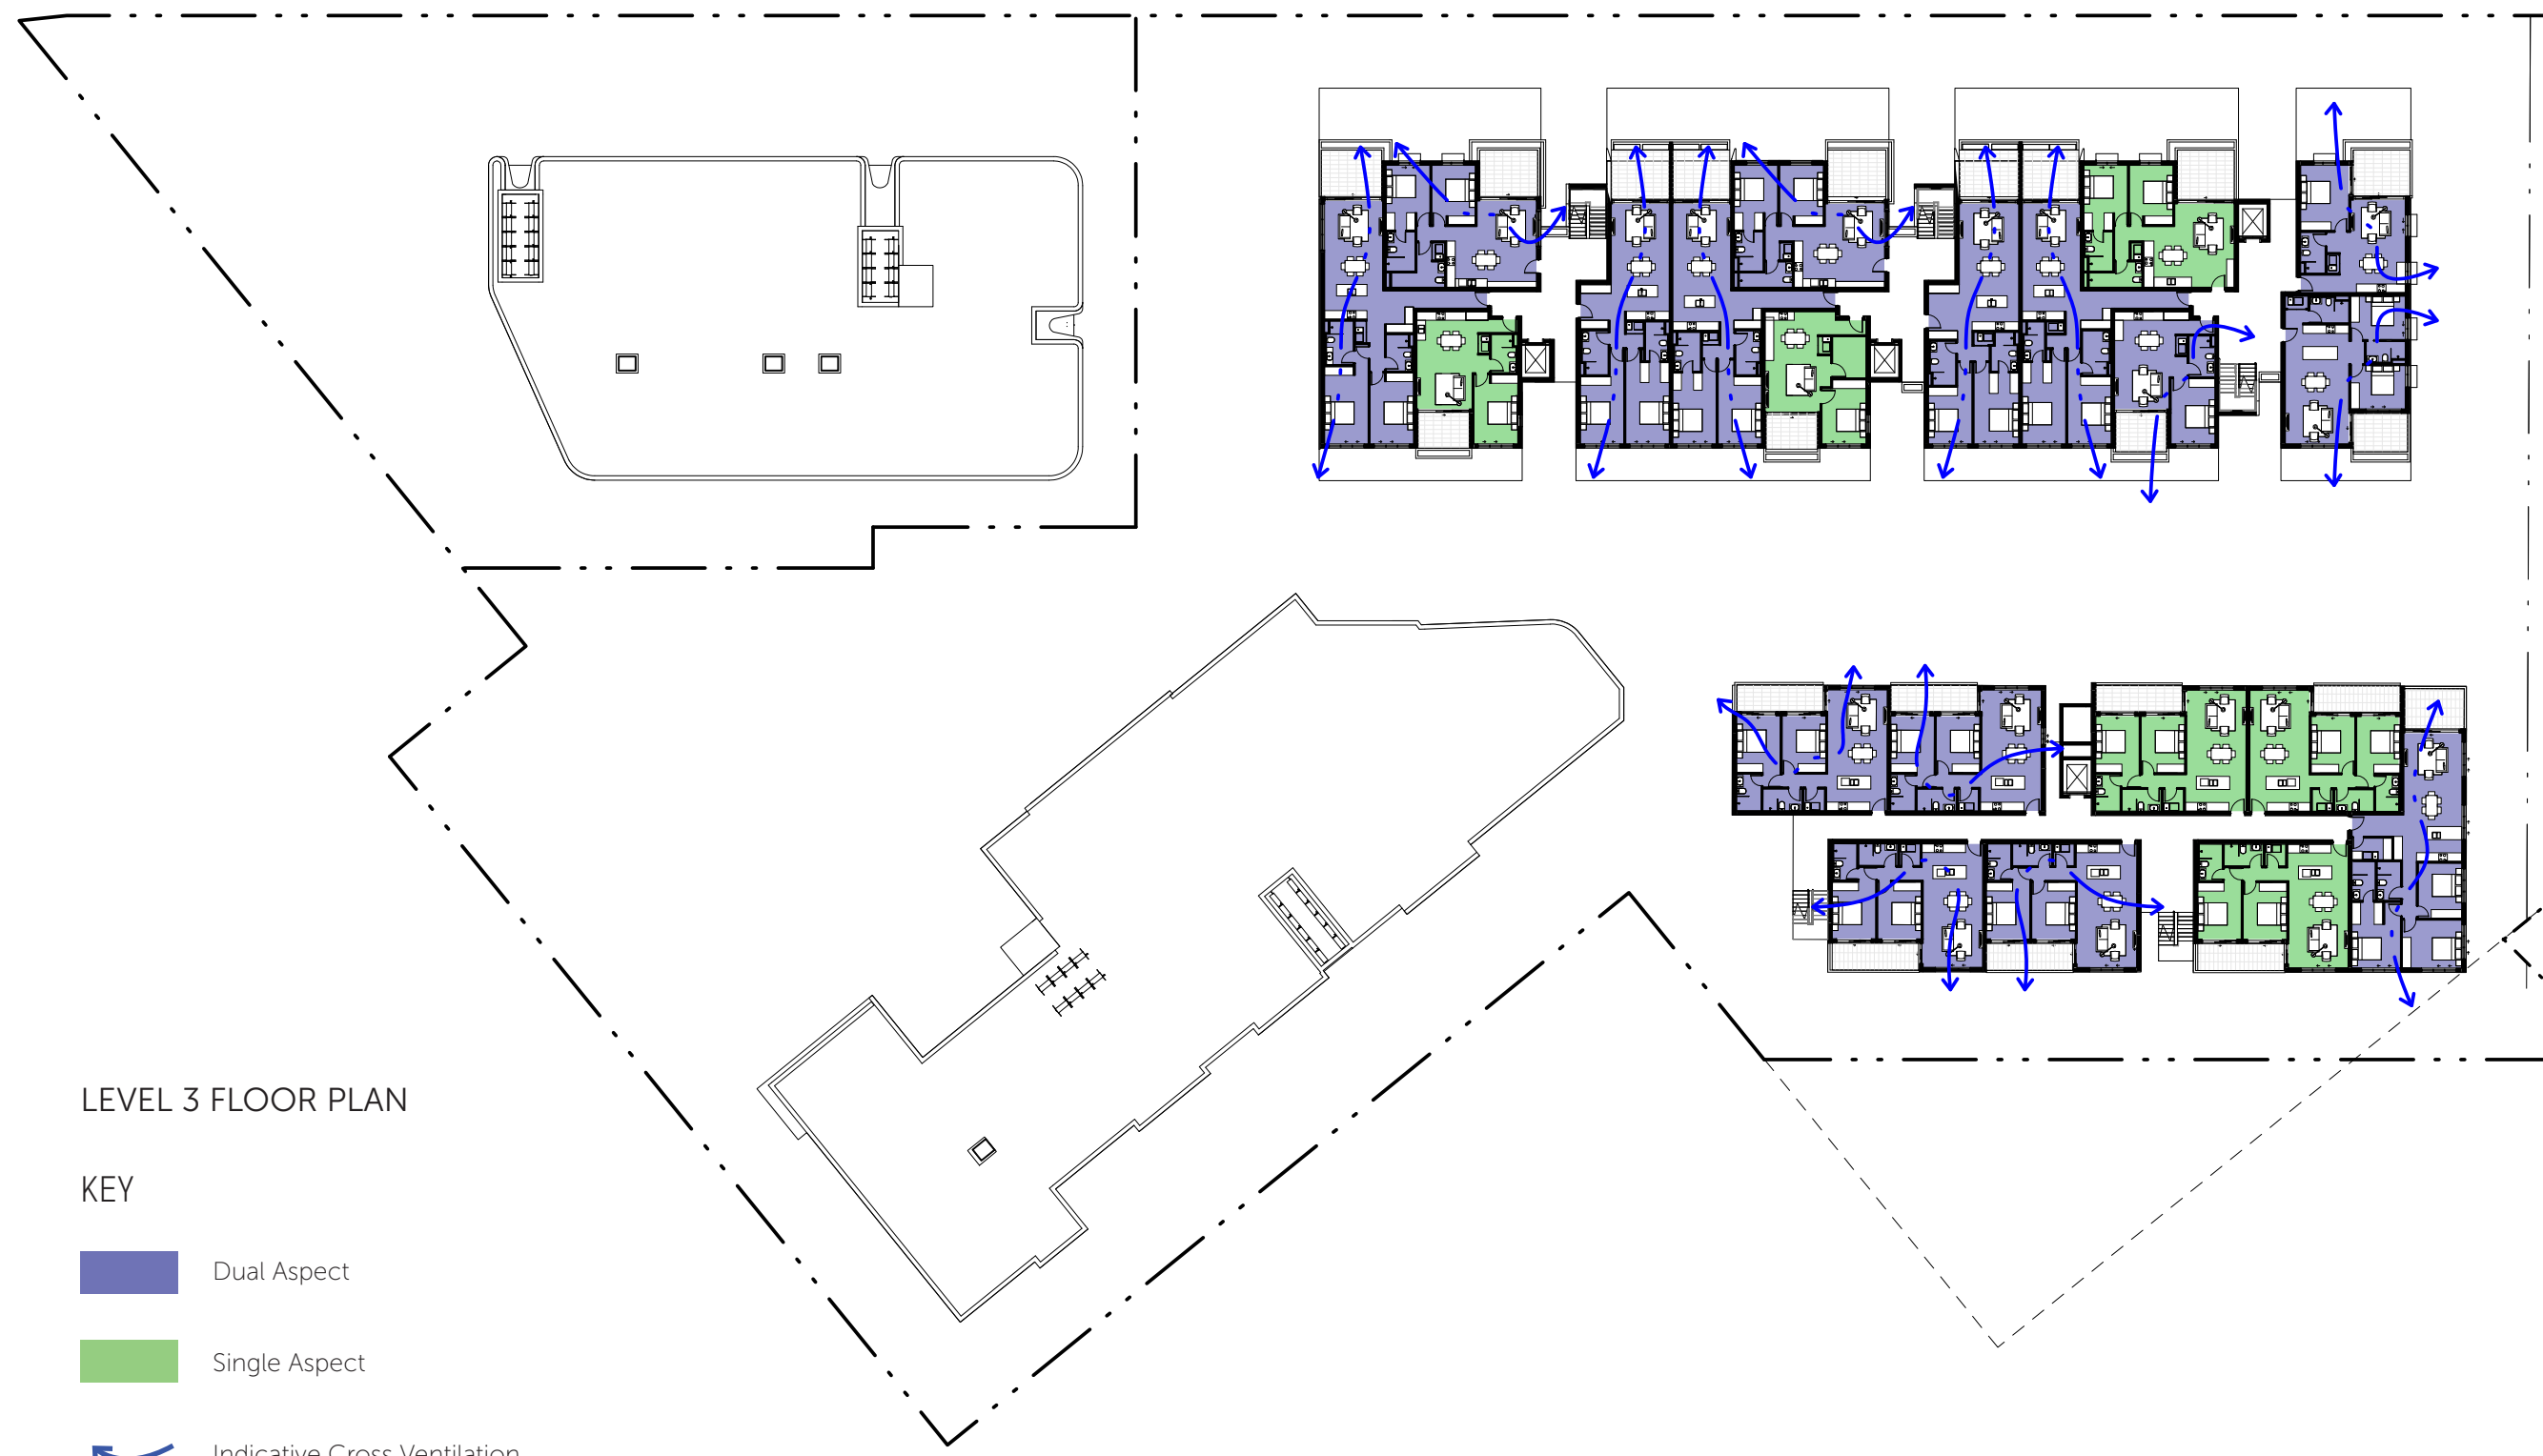 LEVEL 3 FLOOR PLAN
KEY
Dual Aspect
Single Aspect
Indicative Cross Ventilation